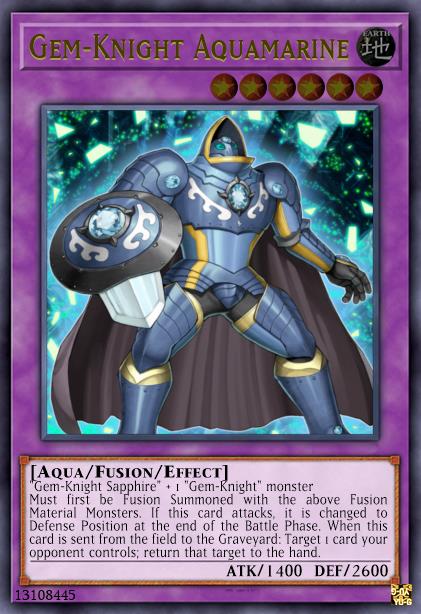 GEM-KNIGHT AQUAMARINE
EARTH
地
[AQUA/FUSION/EFFECT]
"Gem-Knight Sapphire" + 1 "Gem-Knight" monster
Must first be Fusion Summoned with the above Fusion
Material Monsters. If this card attacks, it is changed to
Defense Position at the end of the Battle Phase. When this
card is sent from the field to the Graveyard: Target 1 card your
opponent controls; return that target to the hand.
ATK/1400 DEF/2600
13108445